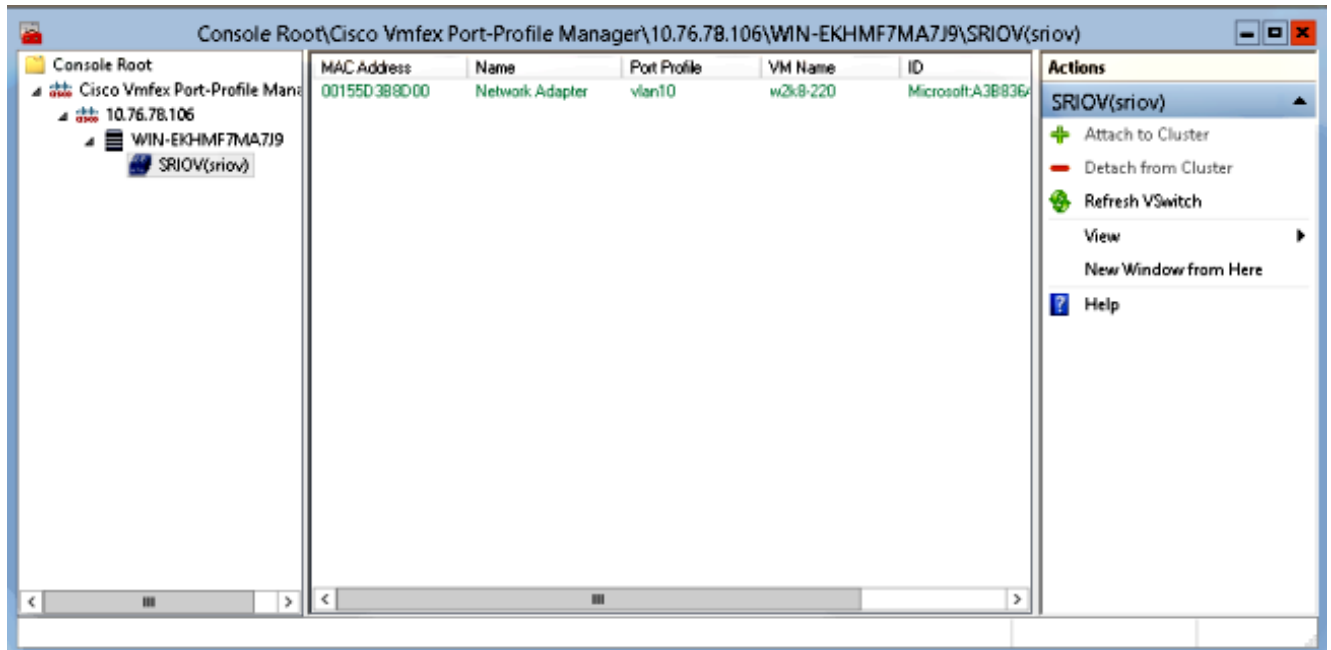 Console Root\Cisco Vmfex Port-Profile Manager\10.76.78.106\WIN-EKHMF7MA7J9\SRIOV(sriov)
Console Root
Cisco Vmfex Port-Profile Mana
10.76.78.106
WIN-EKHMF7MA7J9
SRIOV(sriov)
MAC Address Name Port Profile VM Name ID
00155D3B8D00 Network Adapter vlan10 w2k8-220 Microsoft:A3B836
Actions
SRIOV(sriov)
Attach to Cluster
Detach from Cluster
Refresh VSwitch
View
New Window from Here
Help